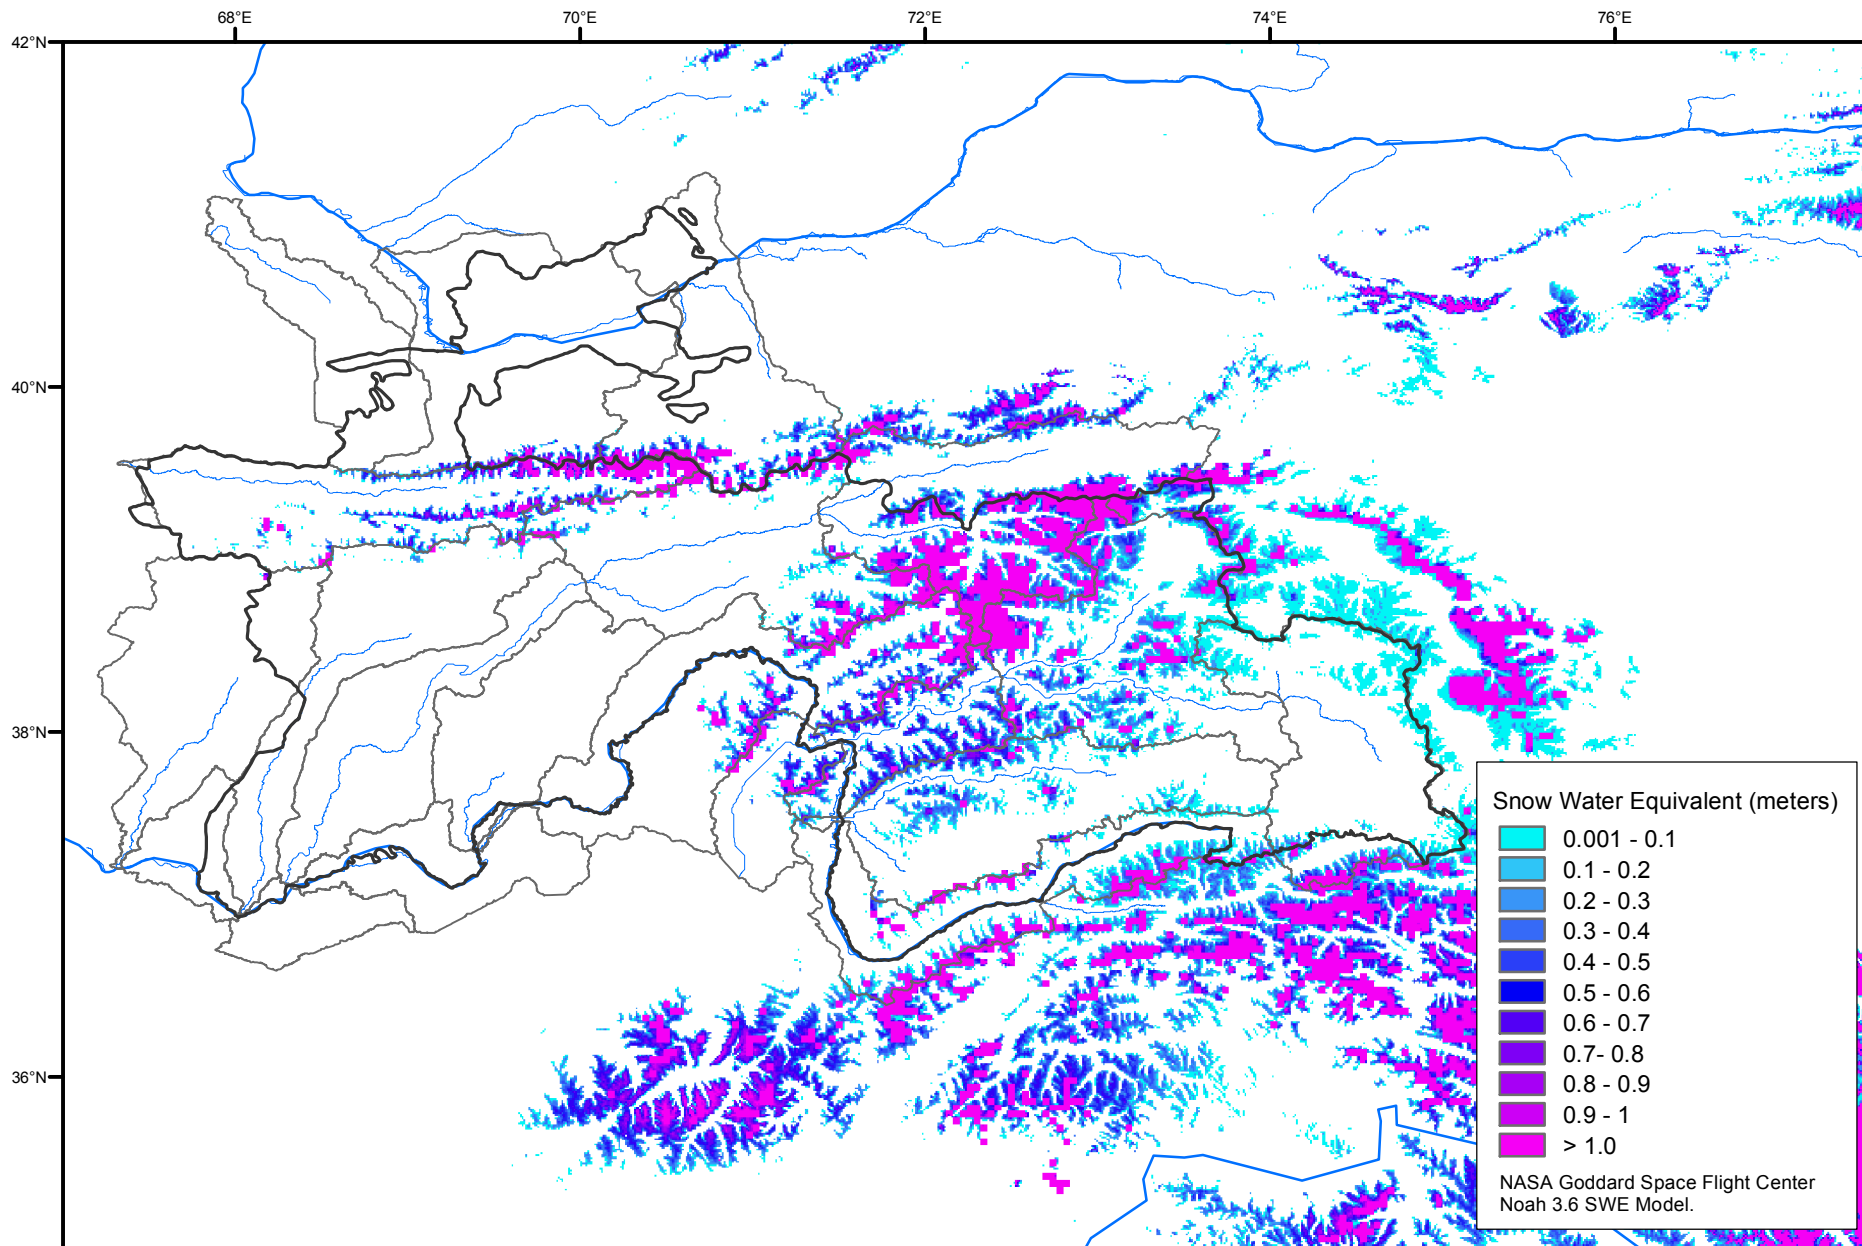 68°E 70°E 72°E 74°E 76°E
42°N
40°N
38°N
36°N
Snow Water Equivalent (meters)
0.001 - 0.1
0.1 - 0.2
0.2 - 0.3
0.3 - 0.4
0.4 - 0.5
0.5 - 0.6
0.6 - 0.7
0.7- 0.8
0.8 - 0.9
0.9 - 1
> 1.0
NASA Goddard Space Flight Center
Noah 3.6 SWE Model.